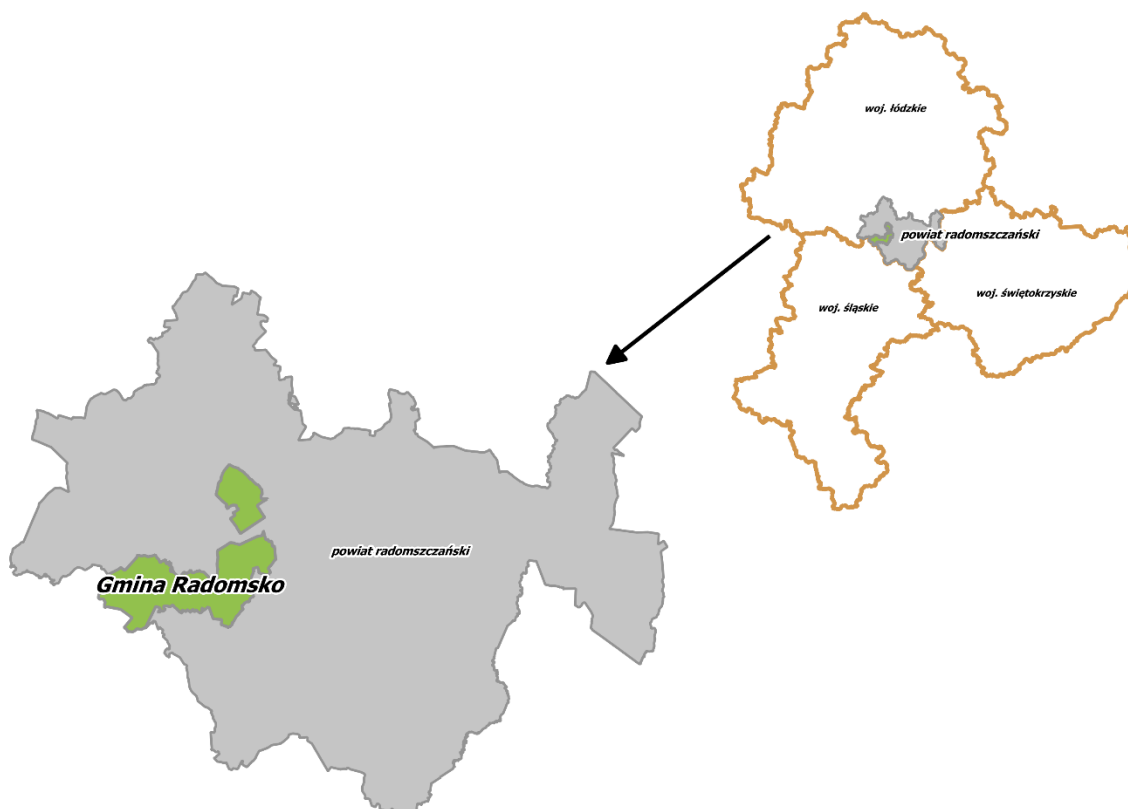 woj. łódzkie
powiat radomszczański
woj. świętokrzyskie
woj. śląskie
powiat radomszczański
Gmina Radomsko